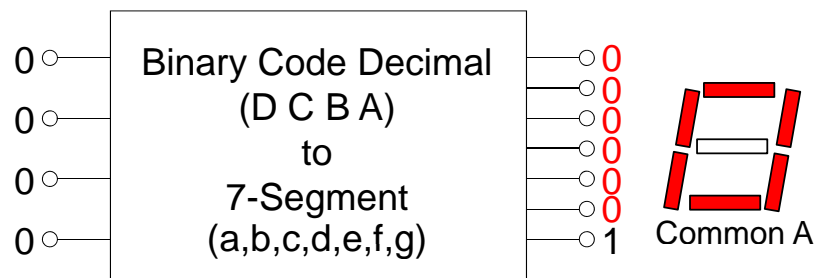 0
0
0
0
Binary Code Decimal
(D C B A)
to
7-Segment
(a,b,c,d,e,f,g)
0
0
0
0
0
0
1
Common A